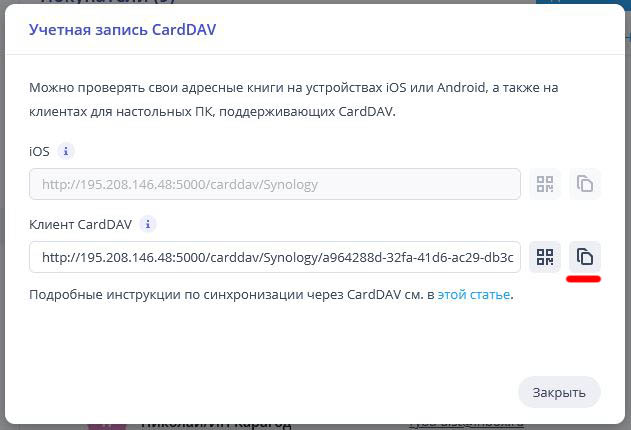 Учетная запись CardDAV
Можно проверять свои адресные книги на устройствах iOS или Android, а также на
клиентах для настольных ПК, поддерживающих CardDAV.
iOS
http://195.208.146.48:5000/carddav/Synology
Клиент CardDAV
http://195.208.146.48:5000/carddav/Synology/a964288d-32fa-41d6-ac29-db3c
Подробные инструкции по синхронизации через CardDAV см. в этой статье.
Закрыть